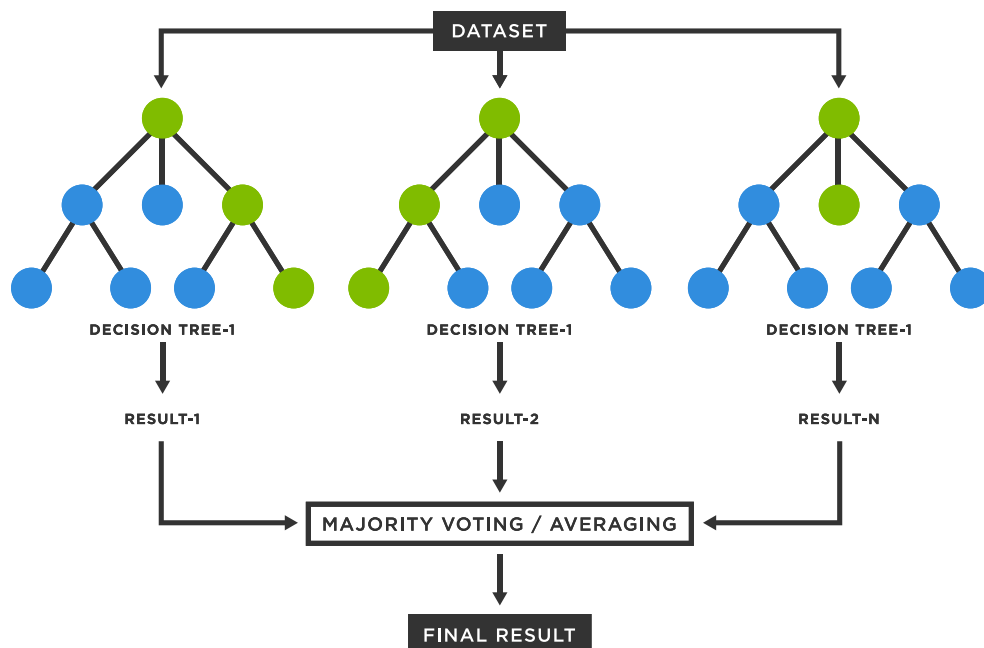 DATASET
DECISION TREE-1
DECISION TREE-1
DECISION TREE-1
RESULT-1
RESULT-2
RESULT-N
MAJORITY VOTING / AVERAGING
FINAL RESULT